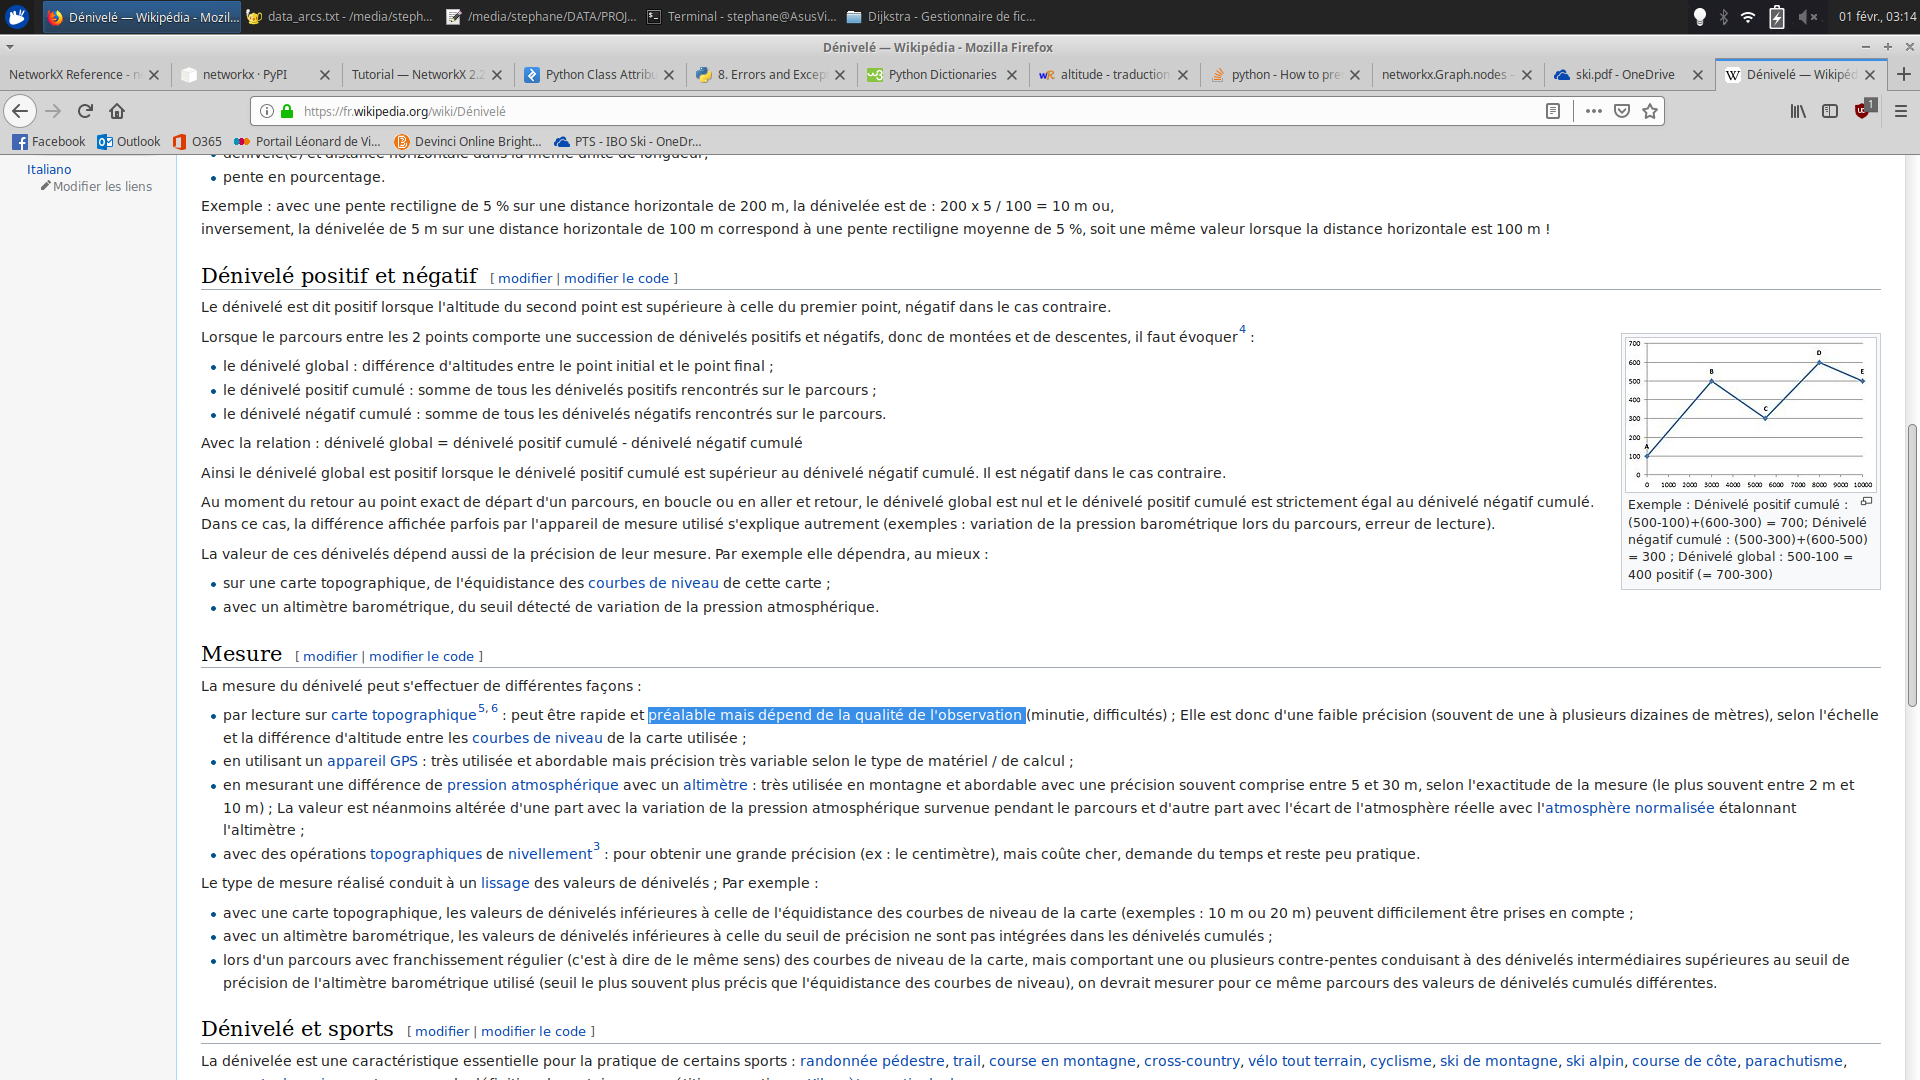 Dénivelé — Wikipédia - Mozil...
data_arcs.txt - /media/steph...
/media/stephane/DATA/PROJ...
Terminal - stephane@AsusVi...
Dijkstra - Gestionnaire de fic...
01 févr., 03:14
Dénivelé — Wikipédia - Mozilla Firefox
NetworkX Reference - n
networkx · PyPI
Tutorial — NetworkX 2.2
Python Class Attribu
8. Errors and Excep
Python Dictionaries
altitude - traduction
python - How to pre
networkx.Graph.nodes -
ski.pdf - OneDrive
Dénivelé — Wikipéd
https://fr.wikipedia.org/wiki/Dénivelé
1
Facebook
Outlook
O365
Portail Léonard de Vi...
Devinci Online Bright...
PTS - IBO Ski - OneDr...
Italiano
Modifier les liens
dénivelé(e) et distance horizontale dans la même unité de longueur;
pente en pourcentage.
Exemple : avec une pente rectiligne de 5 % sur une distance horizontale de 200 m, la dénivelée est de : 200 x 5 / 100 = 10 m ou,
inversement, la dénivelée de 5 m sur une distance horizontale de 100 m correspond à une pente rectiligne moyenne de 5 %, soit une même valeur lorsque la distance horizontale est 100 m !
Dénivelé positif et négatif [ modifier | modifier le code ]
Le dénivelé est dit positif lorsque l'altitude du second point est supérieure à celle du premier point, négatif dans le cas contraire.
Lorsque le parcours entre les 2 points comporte une succession de dénivelés positifs et négatifs, donc de montées et de descentes, il faut évoquer4 :
le dénivelé global : différence d'altitudes entre le point initial et le point final ;
le dénivelé positif cumulé : somme de tous les dénivelés positifs rencontrés sur le parcours ;
le dénivelé négatif cumulé : somme de tous les dénivelés négatifs rencontrés sur le parcours.
Avec la relation : dénivelé global = dénivelé positif cumulé - dénivelé négatif cumulé
Ainsi le dénivelé global est positif lorsque le dénivelé positif cumulé est supérieur au dénivelé négatif cumulé. Il est négatif dans le cas contraire.
Au moment du retour au point exact de départ d'un parcours, en boucle ou en aller et retour, le dénivelé global est nul et le dénivelé positif cumulé est strictement égal au dénivelé négatif cumulé.
Dans ce cas, la différence affichée parfois par l'appareil de mesure utilisé s'explique autrement (exemples : variation de la pression barométrique lors du parcours, erreur de lecture).
La valeur de ces dénivelés dépend aussi de la précision de leur mesure. Par exemple elle dépendra, au mieux :
sur une carte topographique, de l'équidistance des courbes de niveau de cette carte ;
avec un altimètre barométrique, du seuil détecté de variation de la pression atmosphérique.
700
600
500
400
300
200
100
0
A
B
C
D
E
0 1000 2000 3000 4000 5000 6000 7000 8000 9000 10000
Exemple : Dénivelé positif cumulé :
(500-100)+(600-300) = 700; Dénivelé
négatif cumulé : (500-300)+(600-500)
= 300 ; Dénivelé global : 500-100 =
400 positif (= 700-300)
Mesure [ modifier | modifier le code ]
La mesure du dénivelé peut s'effectuer de différentes façons :
par lecture sur carte topographique5, 6 : peut être rapide et préalable mais dépend de la qualité de l'observation (minutie, difficultés) ; Elle est donc d'une faible précision (souvent de une à plusieurs dizaines de mètres), selon l'échelle
et la différence d'altitude entre les courbes de niveau de la carte utilisée ;
en utilisant un appareil GPS : très utilisée et abordable mais précision très variable selon le type de matériel / de calcul ;
en mesurant une différence de pression atmosphérique avec un altimètre : très utilisée en montagne et abordable avec une précision souvent comprise entre 5 et 30 m, selon l'exactitude de la mesure (le plus souvent entre 2 m et
10 m) ; La valeur est néanmoins altérée d'une part avec la variation de la pression atmosphérique survenue pendant le parcours et d'autre part avec l'écart de l'atmosphère réelle avec l'atmosphère normalisée étalonnant
l'altimètre ;
avec des opérations topographiques de nivellement3 : pour obtenir une grande précision (ex : le centimètre), mais coûte cher, demande du temps et reste peu pratique.
Le type de mesure réalisé conduit à un lissage des valeurs de dénivelés ; Par exemple :
avec une carte topographique, les valeurs de dénivelés inférieures à celle de l'équidistance des courbes de niveau de la carte (exemples : 10 m ou 20 m) peuvent difficilement être prises en compte ;
avec un altimètre barométrique, les valeurs de dénivelés inférieures à celle du seuil de précision ne sont pas intégrées dans les dénivelés cumulés ;
lors d'un parcours avec franchissement régulier (c'est à dire de le même sens) des courbes de niveau de la carte, mais comportant une ou plusieurs contre-pentes conduisant à des dénivelés intermédiaires supérieures au seuil de
précision de l'altimètre barométrique utilisé (seuil le plus souvent plus précis que l'équidistance des courbes de niveau), on devrait mesurer pour ce même parcours des valeurs de dénivelés cumulés différentes.
Dénivelé et sports [ modifier | modifier le code ]
La dénivelée est une caractéristique essentielle pour la pratique de certains sports : randonnée pédestre, trail, course en montagne, cross-country, vélo tout terrain, cyclisme, ski de montagne, ski alpin, course de côte, parachutisme,